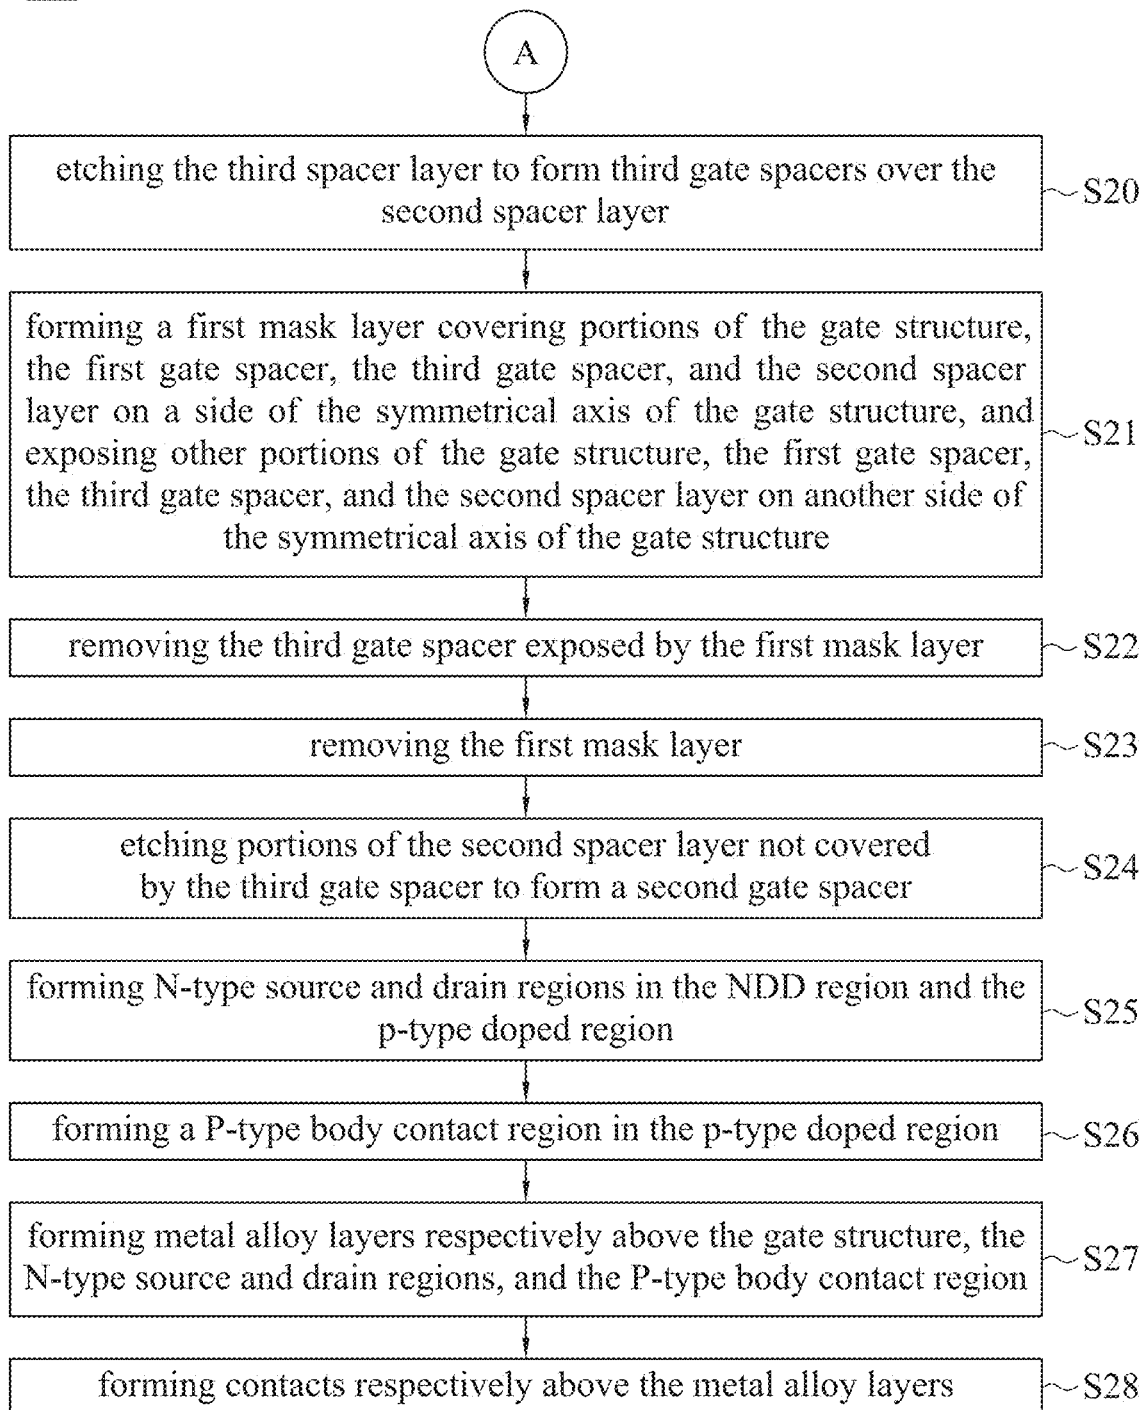 A
etching the third spacer layer to form third gate spacers over the
second spacer layer
S20
forming a first mask layer covering portions of the gate structure,
the first gate spacer, the third gate spacer, and the second spacer
layer on a side of the symmetrical axis of the gate structure, and
exposing other portions of the gate structure, the first gate spacer,
the third gate spacer, and the second spacer layer on another side of
the symmetrical axis of the gate structure
S21
removing the third gate spacer exposed by the first mask layer
S22
removing the first mask layer
S23
etching portions of the second spacer layer not covered
by the third gate spacer to form a second gate spacer
S24
forming N-type source and drain regions in the NDD region and the
p-type doped region
S25
forming a P-type body contact region in the p-type doped region
S26
forming metal alloy layers respectively above the gate structure, the
N-type source and drain regions, and the P-type body contact region
S27
forming contacts respectively above the metal alloy layers
S28